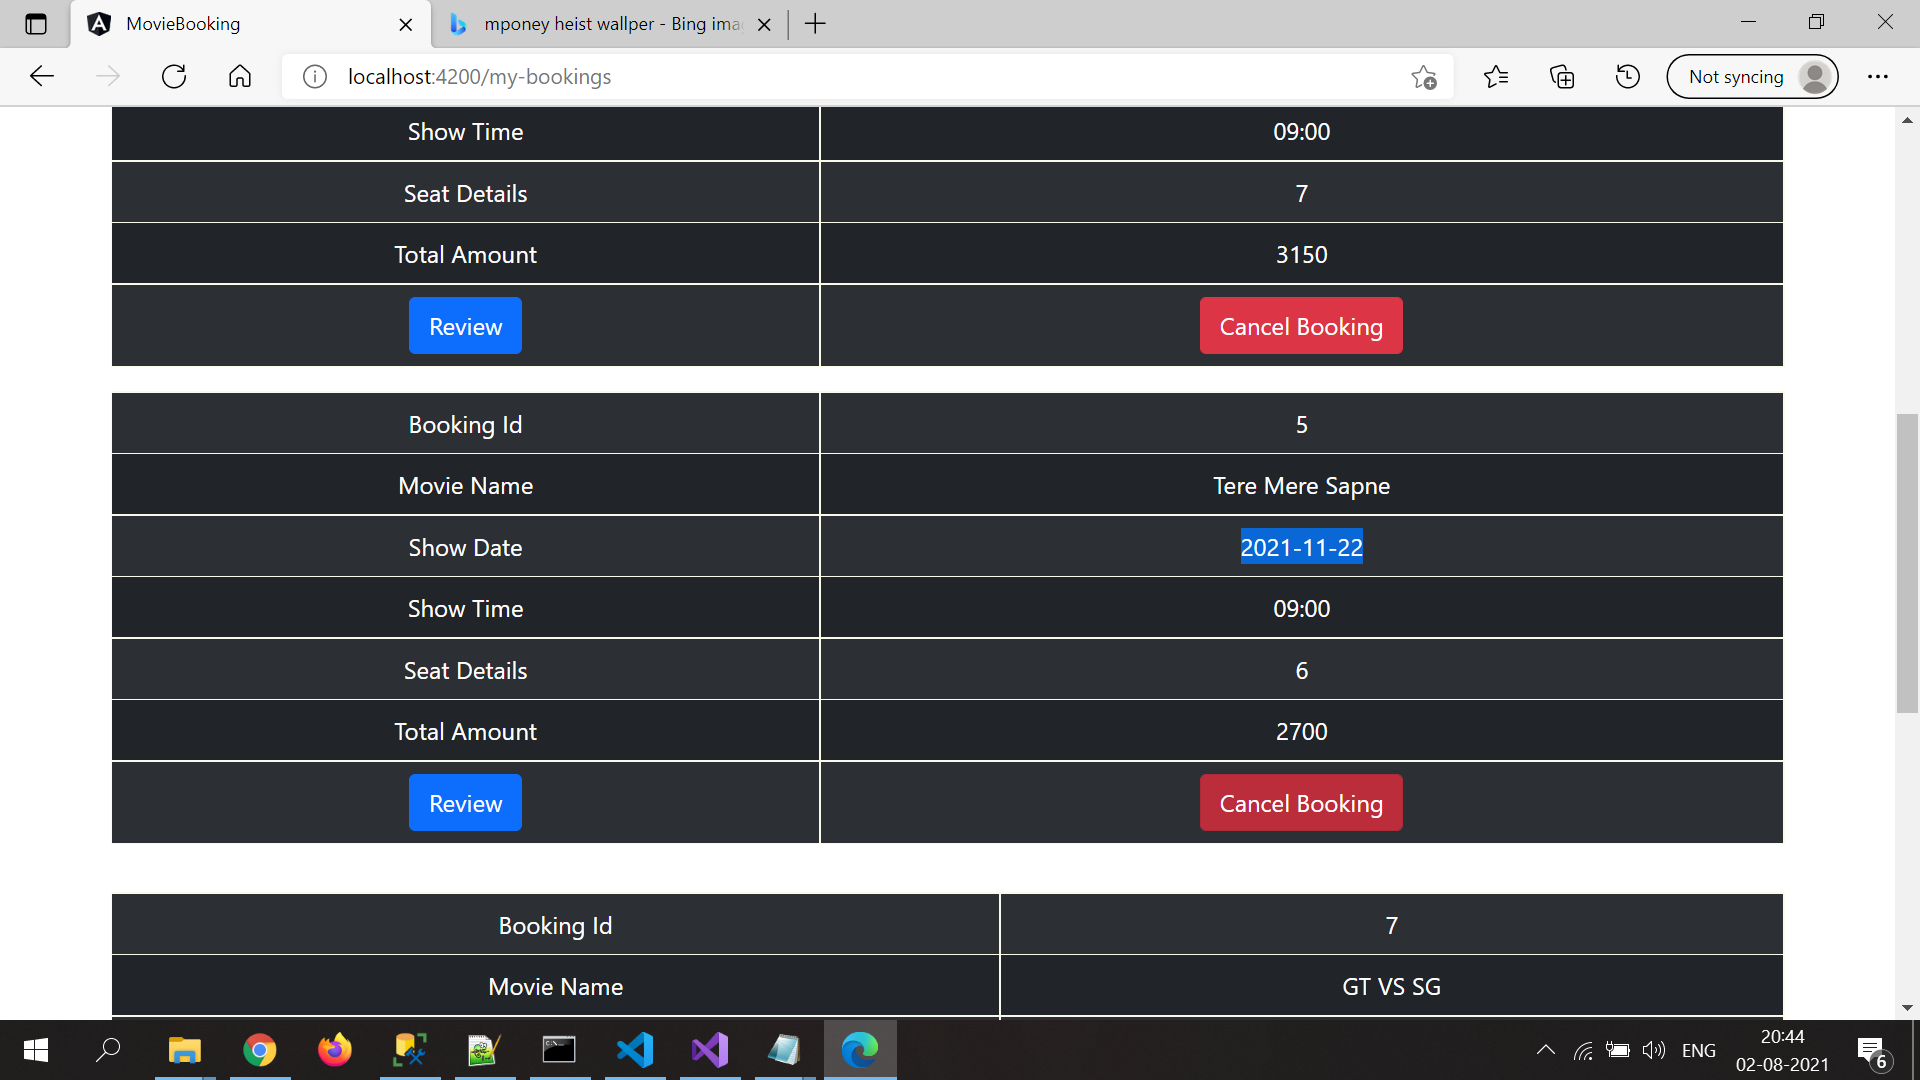 MovieBooking
mponey heist wallper - Bing ima
localhost:4200/my-bookings
Not syncing
Show Time 09:00
Seat Details 7
Total Amount 3150
Review Cancel Booking
Booking Id 5
Movie Name Tere Mere Sapne
Show Date 2021-11-22
Show Time 09:00
Seat Details 6
Total Amount 2700
Review Cancel Booking
Booking Id 7
Movie Name GT VS SG
ENG
20:44
02-08-2021
6